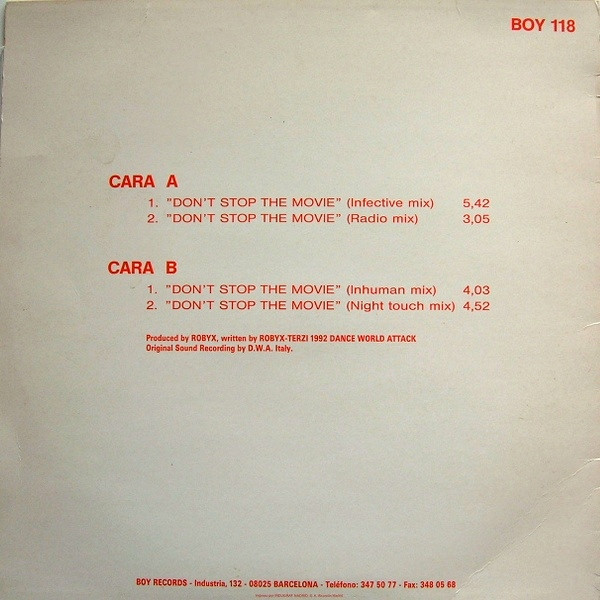 BOY 118
CARA A
1. "DON'T STOP THE MOVIE" (Infective mix) 5,42
2. "DON'T STOP THE MOVIE" (Radio mix) 3,05
CARA B
1. "DON'T STOP THE MOVIE" (Inhuman mix) 4,03
2. "DON'T STOP THE MOVIE" (Night touch mix) 4,52
Produced by ROBYX, written by ROBYX-TERZI 1992 DANCE WORLD ATTACK
Original Sound Recording by D.W.A. Italy.
BOY RECORDS - Industria, 132 - 08025 BARCELONA - Teléfono: 347 50 77 - Fax: 348 05 68